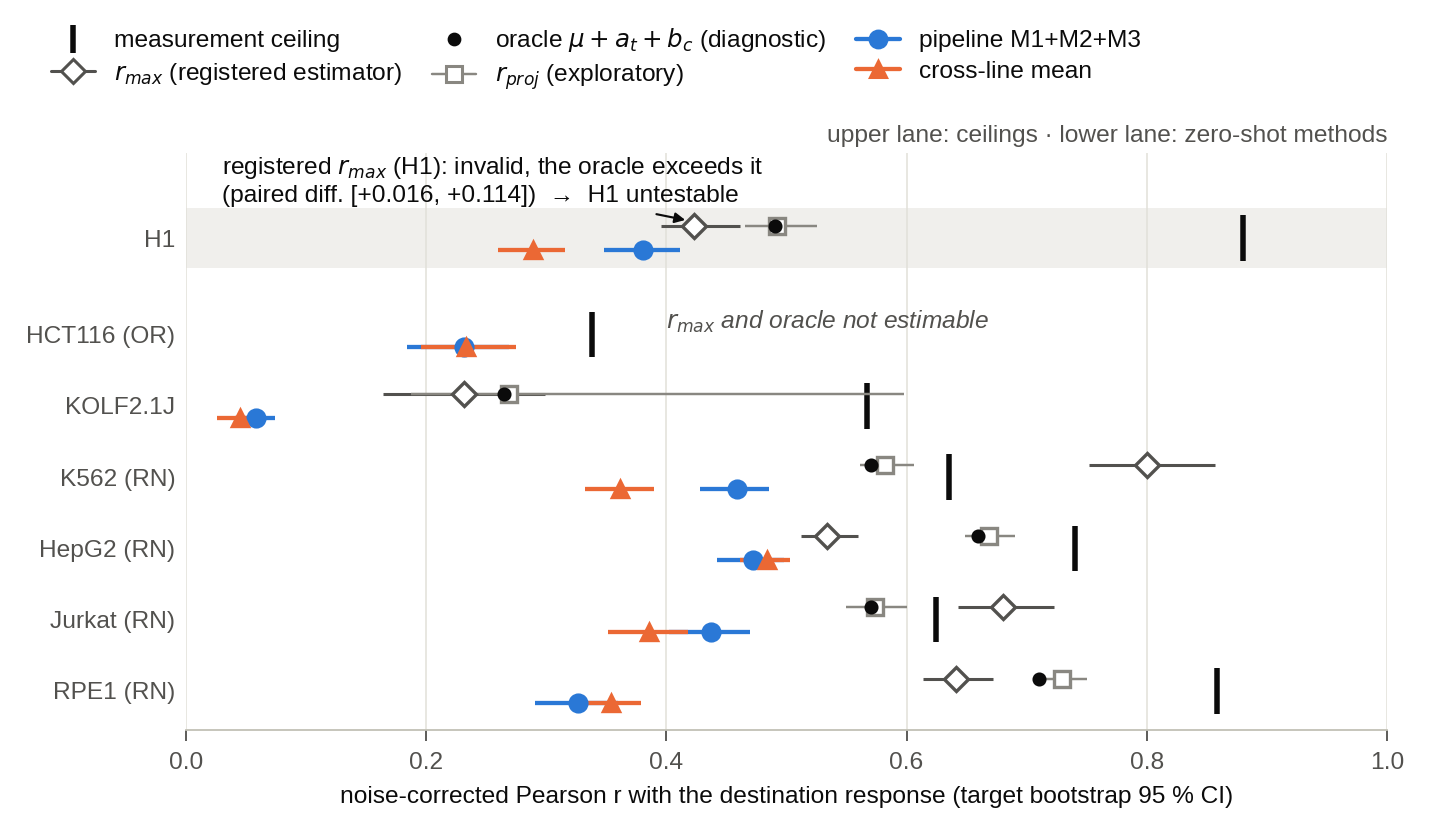 measurement ceiling
oracle μ + a_t + b_c (diagnostic)
pipeline M1+M2+M3
r_max (registered estimator)
r_proj (exploratory)
cross-line mean
upper lane: ceilings · lower lane: zero-shot methods
registered r_max (H1): invalid, the oracle exceeds it
(paired diff. [+0.016, +0.114]) → H1 untestable
H1
HCT116 (OR)
r_max and oracle not estimable
KOLF2.1J
K562 (RN)
HepG2 (RN)
Jurkat (RN)
RPE1 (RN)
0.0 0.2 0.4 0.6 0.8 1.0
noise-corrected Pearson r with the destination response (target bootstrap 95 % CI)